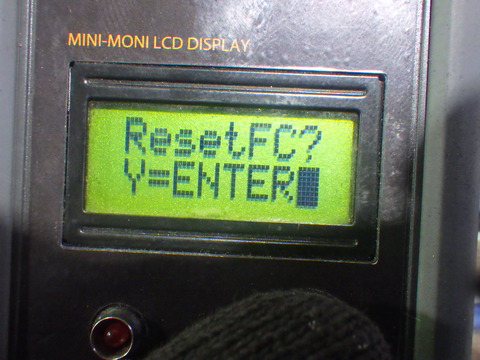 MINI-MONI LCD DISPLAY
ResetFC?
Y=ENTER